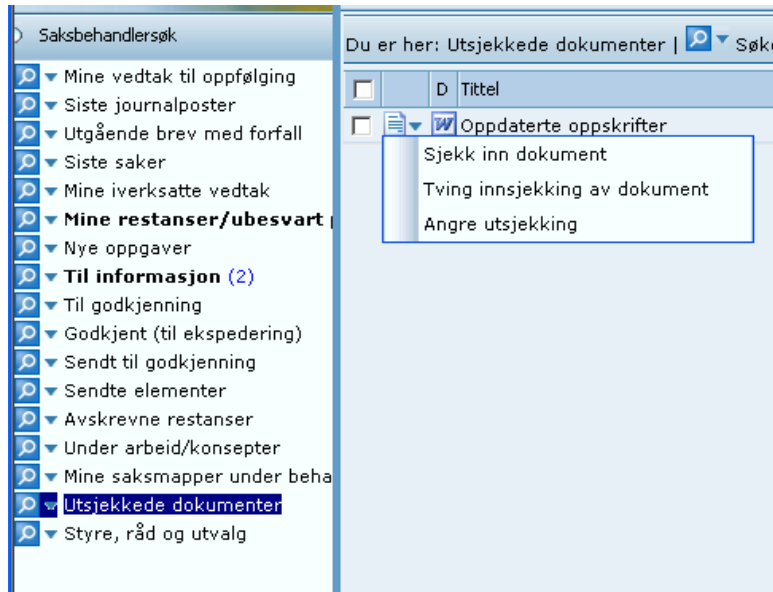 Saksbehandlersøk
Mine vedtak til oppfølging
Siste journalposter
Utgående brev med forfall
Siste saker
Mine iverksatte vedtak
Mine restanser/ubesvart
Nye oppgaver
Til informasjon (2)
Til godkjenning
Godkjent (til ekspedering)
Sendt til godkjenning
Sendte elementer
Avskrevne restanser
Under arbeid/konsepter
Mine saksmapper under beha
Utsjekkede dokumenter
Styre, råd og utvalg
Du er her: Utsjekkede dokumenter | Søk
D Tittel
Oppdaterte oppskrifter
Sjekk inn dokument
Tving innsjekking av dokument
Angre utsjekking